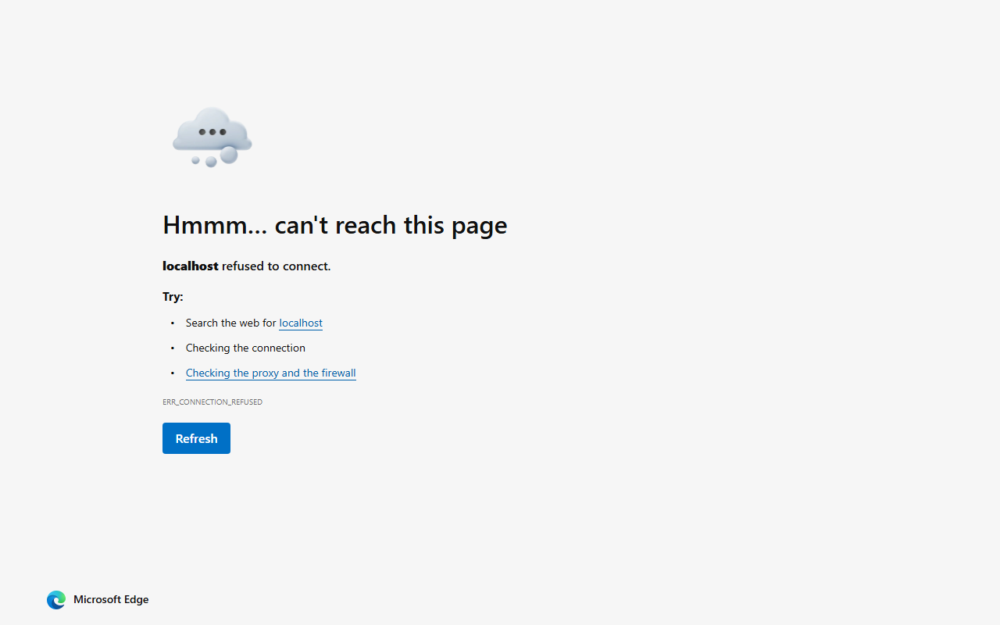 Hmmm... can't reach this page
localhost refused to connect.
Try:
• Search the web for localhost
• Checking the connection
• Checking the proxy and the firewall
ERR_CONNECTION_REFUSED
Refresh
Microsoft Edge